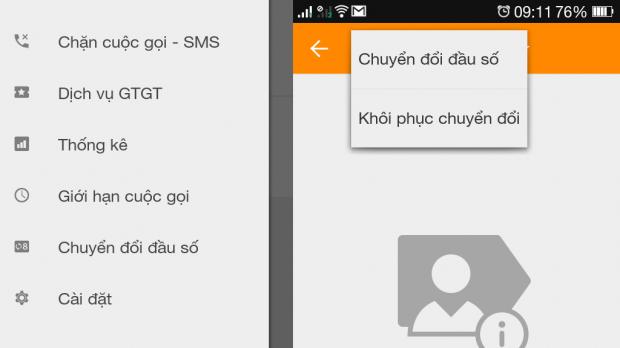 Chặn cuộc gọi - SMS
Dịch vụ GTGT
Thống kê
Giới hạn cuộc gọi
Chuyển đổi đầu số
Cài đặt
09:11 76%
Chuyển đổi đầu số
Khôi phục chuyển đổi